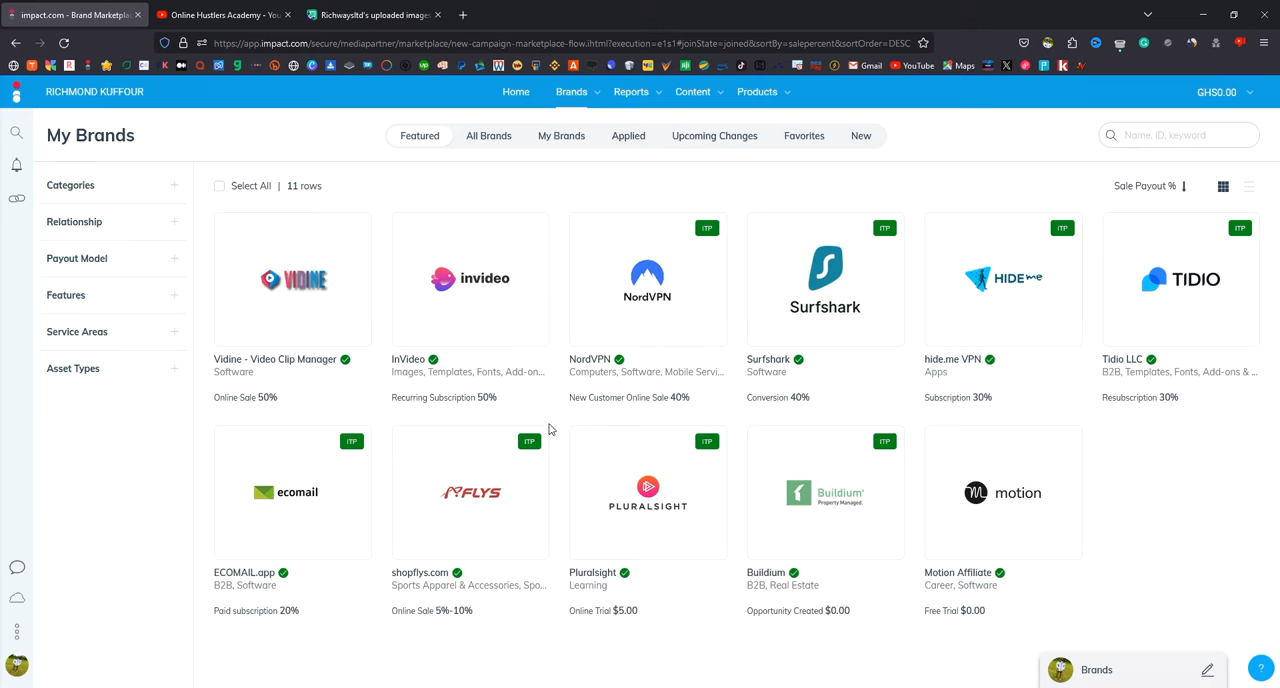 impact.com - Brand Marketpla
Online Hustlers Academy - You
Richwaysltd's uploaded images
https://app.impact.com/secure/mediapartner/marketplace/new-campaign-marketplace-flow.ihtml?execution=e1s1#joinState=joined&sortBy=salepercent&sortOrder=DESC
Gmail YouTube Maps
RICHMOND KUFFOUR Home Brands Reports Content Products GHS0.00
My Brands Featured All Brands My Brands Applied Upcoming Changes Favorites New Name, ID, keyword
Categories
Relationship
Payout Model
Features
Service Areas
Asset Types
Select All | 11 rows Sale Payout %
ITP ITP ITP ITP
VIDINE invideo NordVPN Surfshark HIDEme TIDIO
Vidine - Video Clip Manager InVideo NordVPN Surfshark hide.me VPN Tidio LLC
Software Images, Templates, Fonts, Add-on... Computers, Software, Mobile Servi... Software Apps B2B, Templates, Fonts, Add-ons & ...
Online Sale 50% Recurring Subscription 50% New Customer Online Sale 40% Conversion 40% Subscription 30% Resubscription 30%
ITP ITP ITP ITP
ecomail FLYS PLURALSIGHT Buildium motion
Property Managed.
ECOMAIL.app shopflys.com Pluralsight Buildium Motion Affiliate
B2B, Software Sports Apparel & Accessories, Spo... Learning B2B, Real Estate Career, Software
Paid subscription 20% Online Sale 5%-10% Online Trial $5.00 Opportunity Created $0.00 Free Trial $0.00
Brands
?